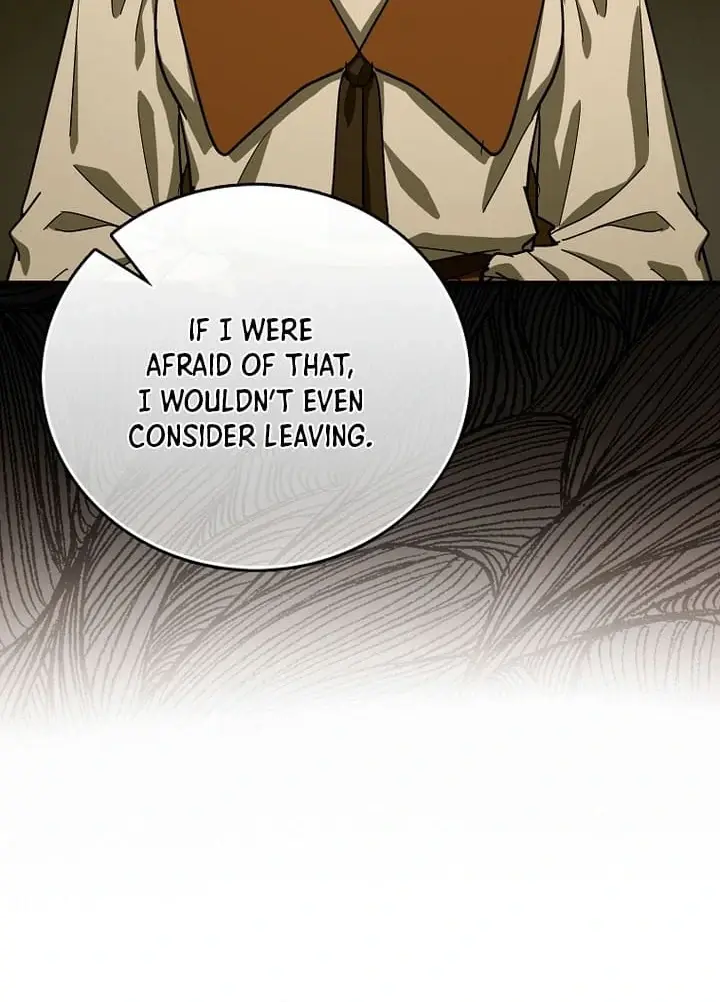 IF I WERE
AFRAID OF THAT,
I WOULDN'T EVEN
CONSIDER LEAVING.